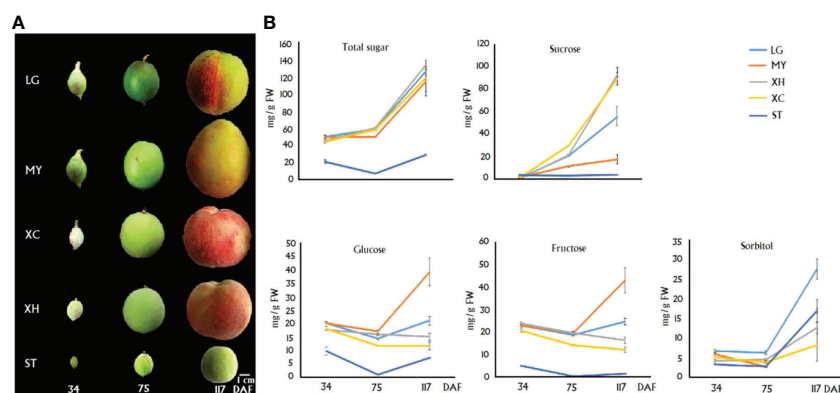 A
LG
MY
XC
XH
ST
34 75 117 DAF
1 cm
B
Total sugar
mg/g FW
160
140
120
100
80
60
40
20
0
Sucrose
mg/g FW
120
100
80
60
40
20
0
LG
MY
XH
XC
ST
Glucose
mg/g FW
50
45
40
35
30
25
20
15
10
5
0
34 75 117 DAF
Fructose
mg/g FW
60
50
40
30
20
10
0
34 75 117 DAF
Sorbitol
mg/g FW
35
30
25
20
15
10
5
0
34 75 117 DAF